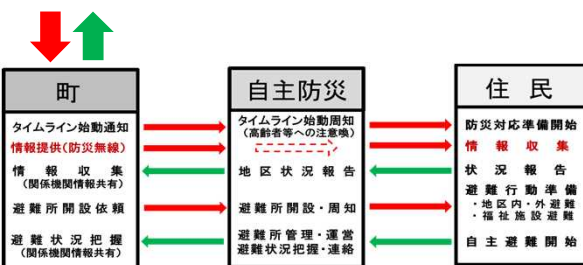 町
タイムライン始動通知
情報提供(防災無線)
情報収集
(関係機関情報共有)
避難所開設依頼
避難状況把握
(関係機関情報共有)
自主防災
タイムライン始動周知
(高齢者等への注意喚)
地区状況報告
避難所開設・周知
避難所管理・運営
避難状況把握・連絡
住民
防災対応準備開始
情報収集
状況報告
避難行動準備
・地区内・外避難
・福祉施設避難
自主避難開始